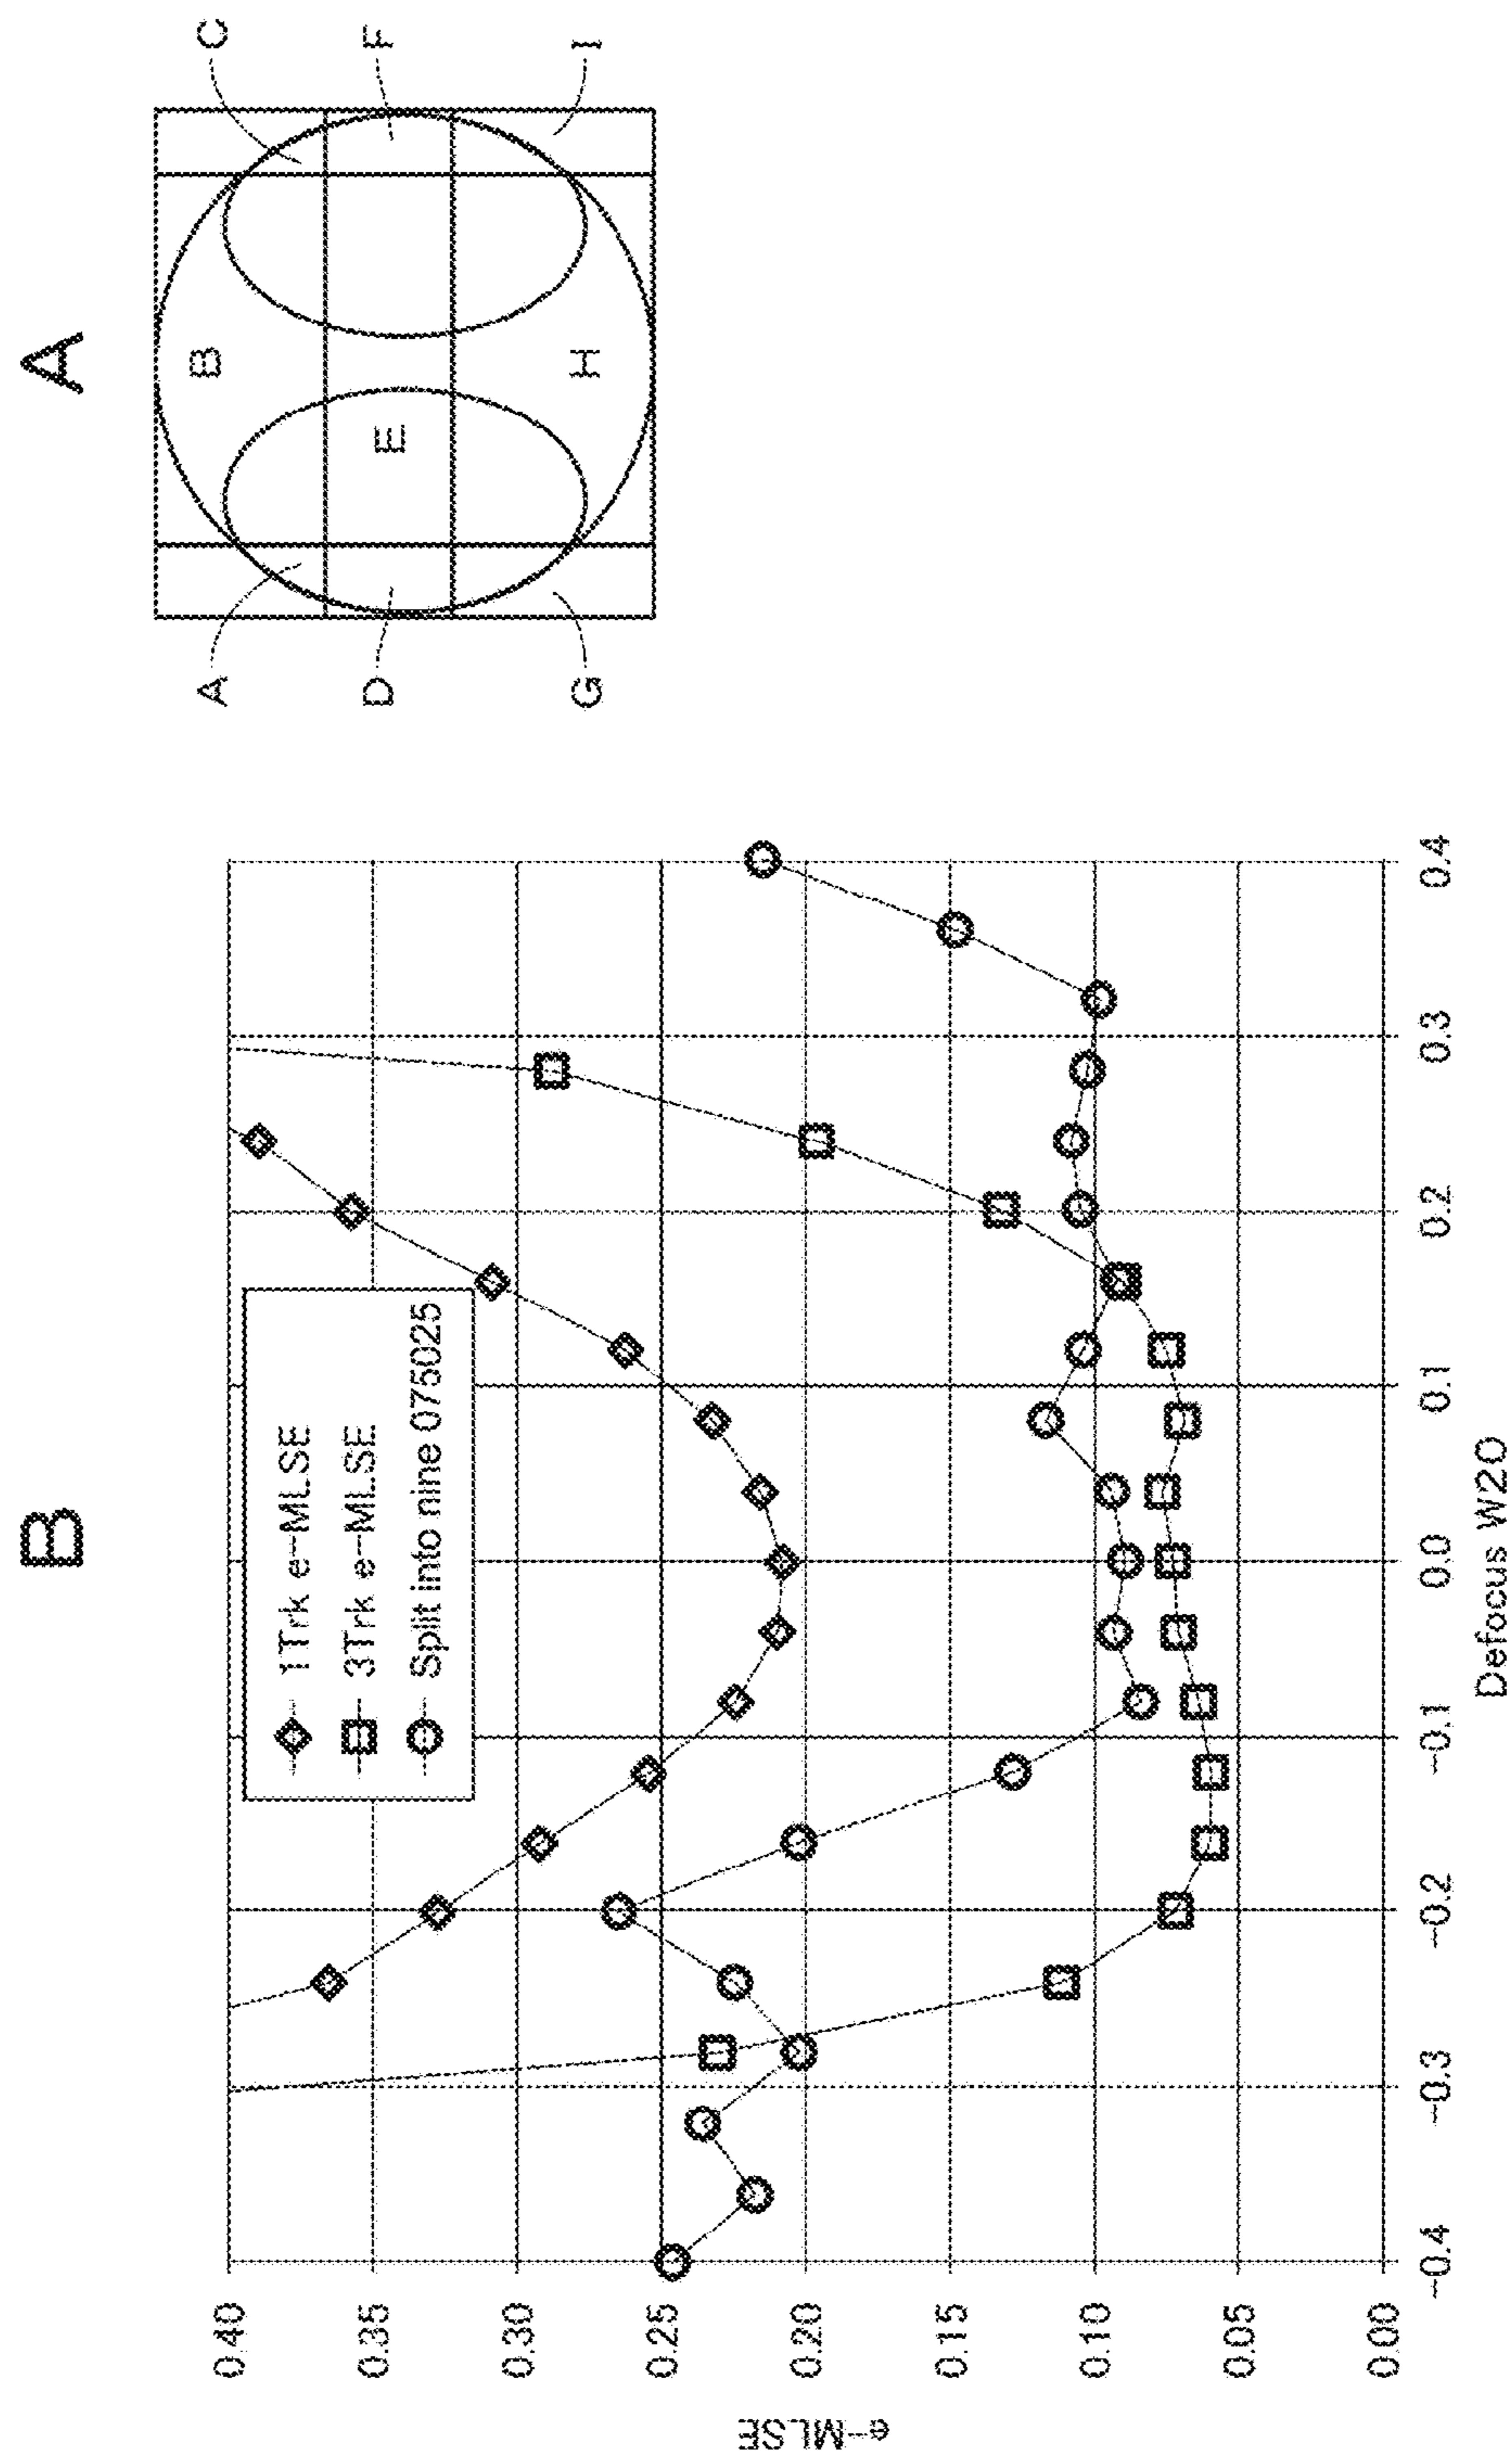 A
A
B
C
D
E
F
G
H
I
B
1Trk e-MLSE
3Trk e-MLSE
Split into nine 075025
e-MLSE
0.40
0.35
0.30
0.25
0.20
0.15
0.10
0.05
0.00
-0.4
-0.3
-0.2
-0.1
0.0
0.1
0.2
0.3
0.4
Defocus W20